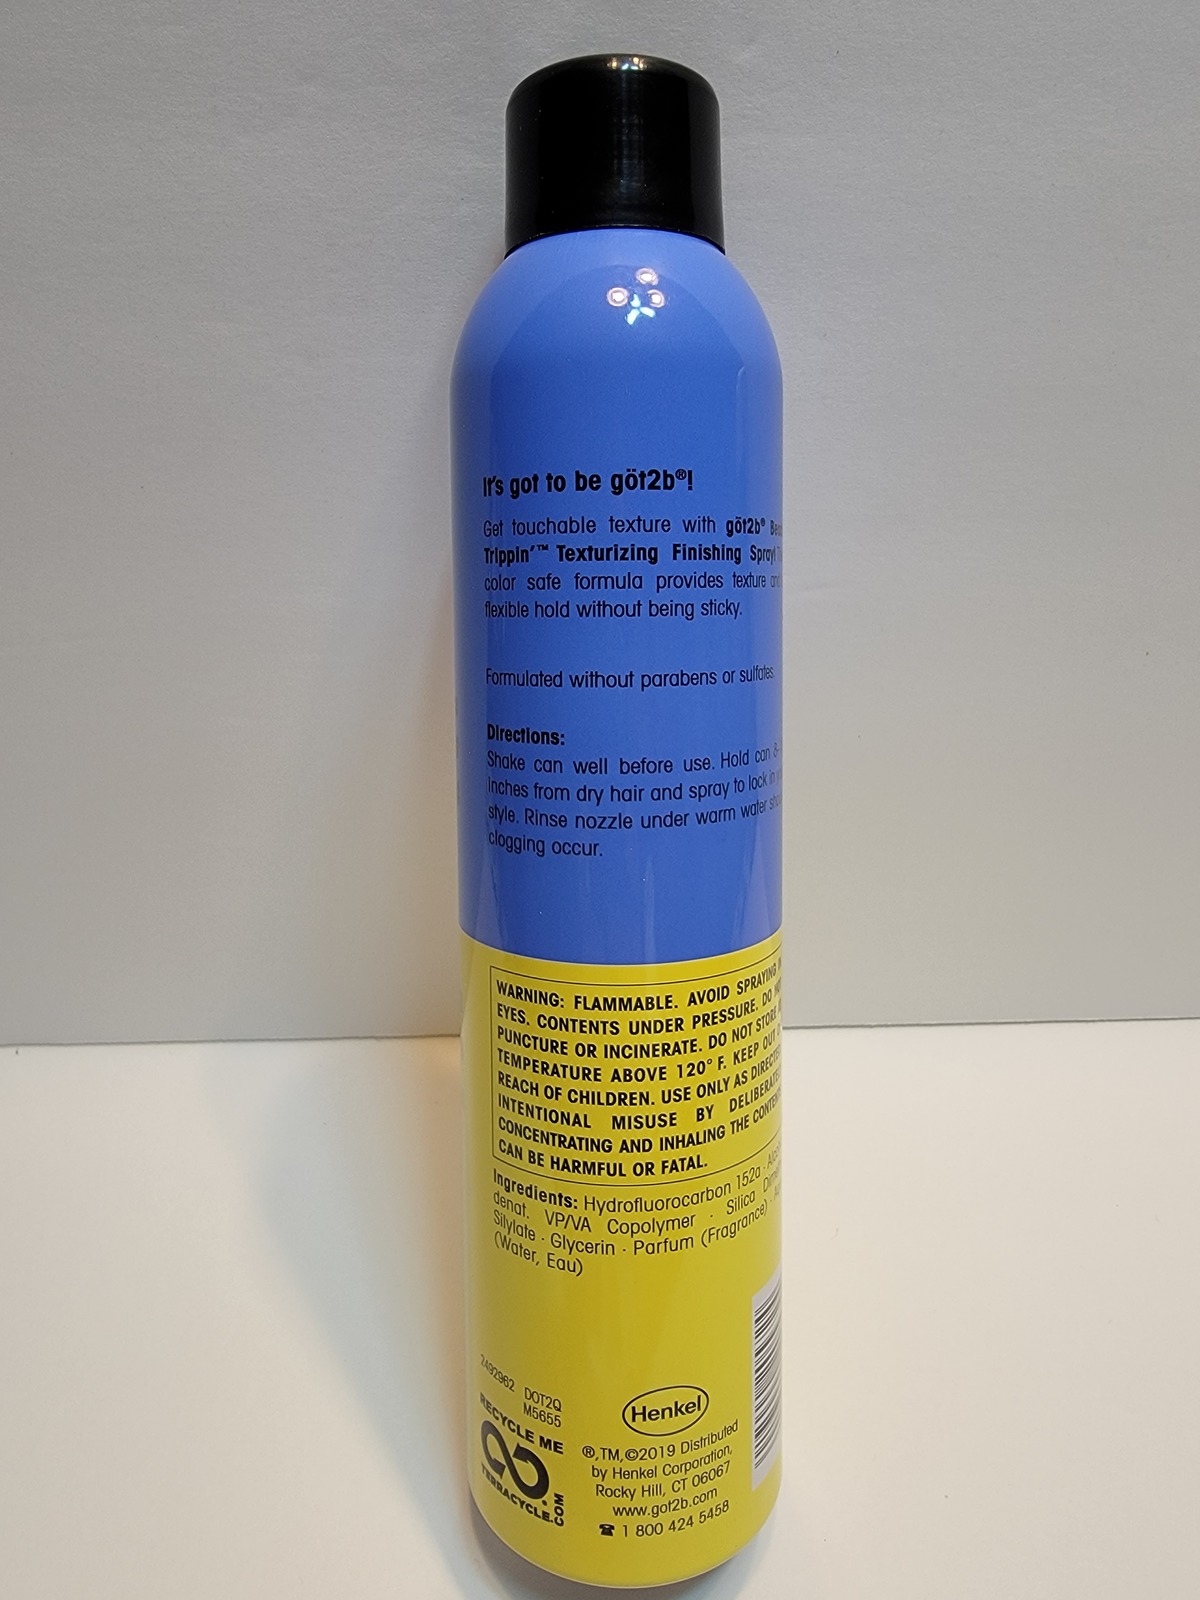 It's got to be göt2b®!
Get touchable texture with göt2b®
Trippin'™ Texturizing Finishing Spray!
color safe formula provides texture and
flexible hold without being sticky.
Formulated without parabens or sulfates.
Directions:
Shake can well before use. Hold can 8-
inches from dry hair and spray to lock in
style. Rinse nozzle under warm water
clogging occur.
WARNING: FLAMMABLE. AVOID SPRAYING
EYES. CONTENTS UNDER PRESSURE. DO
PUNCTURE OR INCINERATE. DO NOT STORE
TEMPERATURE ABOVE 120° F. KEEP OUT
REACH OF CHILDREN. USE ONLY AS DIRECTED
INTENTIONAL MISUSE BY DELIBERATELY
CONCENTRATING AND INHALING THE CONTENTS
CAN BE HARMFUL OR FATAL.
Ingredients: Hydrofluorocarbon 152a ·
denat. VP/VA Copolymer · Silica
Silylate · Glycerin · Parfum (Fragrance) ·
(Water, Eau)
2492962 DOT2Q
M5655
RECYCLE ME
TERRACYCLE.COM
Henkel
®,TM,©2019 Distributed
by Henkel Corporation,
Rocky Hill, CT 06067
www.got2b.com
☎ 1 800 424 5458